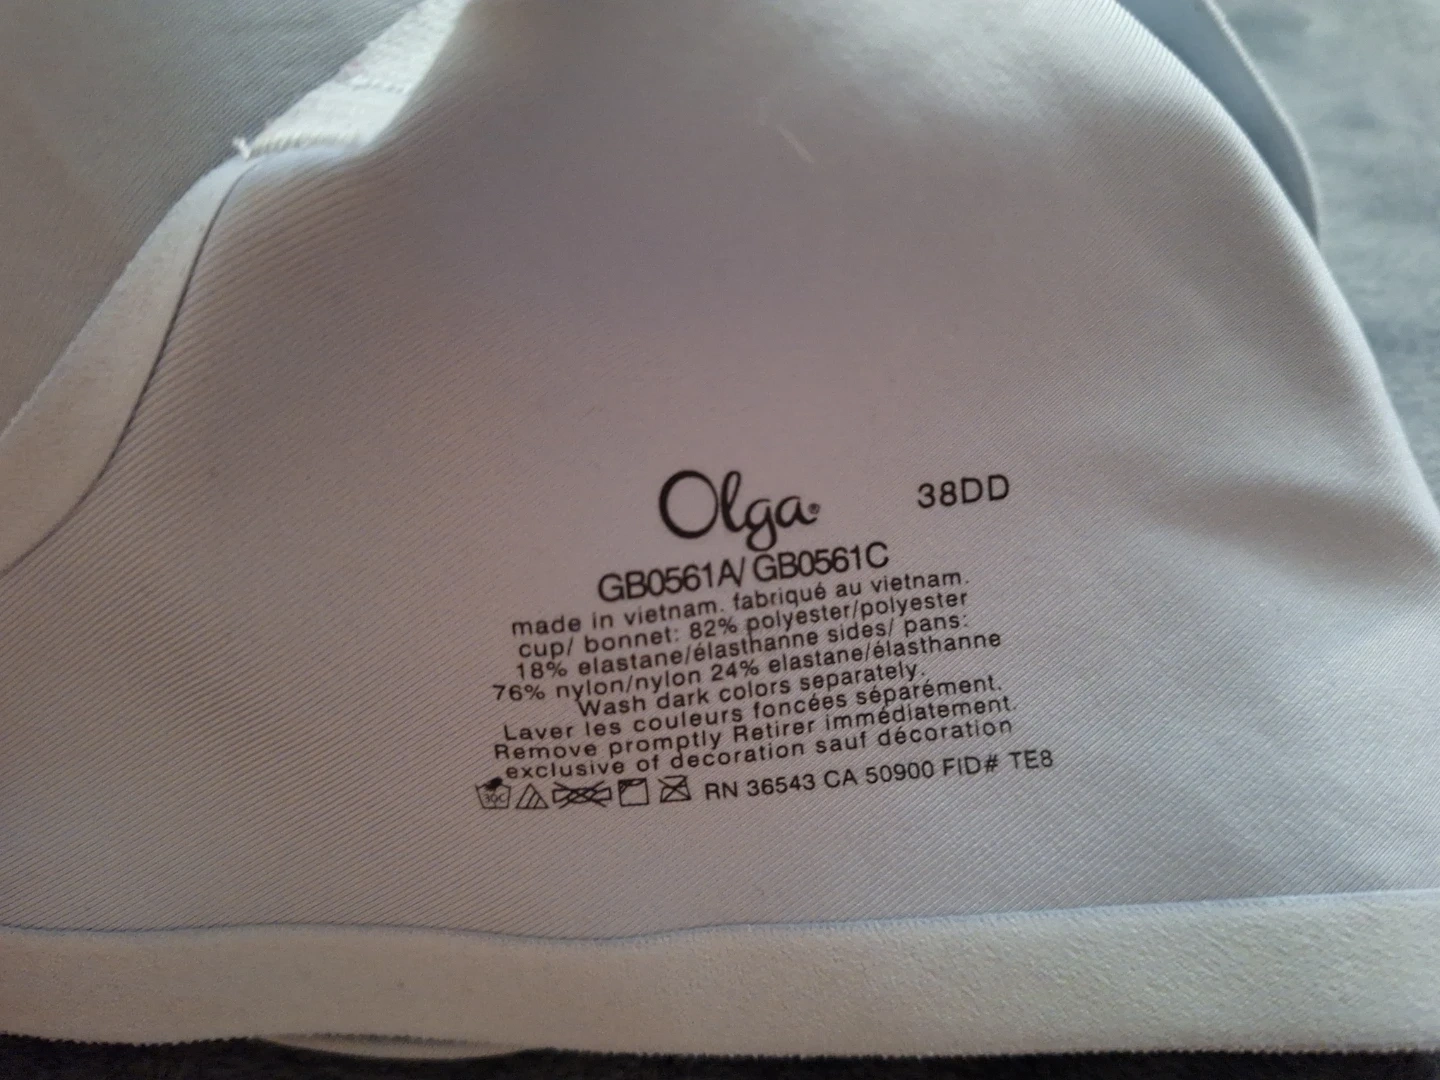 Olga® 38DD
GB0561A/ GB0561C
made in vietnam. fabriqué au vietnam.
cup/ bonnet: 82% polyester/polyester
18% elastane/élasthanne sides/ pans:
76% nylon/nylon 24% elastane/élasthanne
Wash dark colors separately.
Laver les couleurs foncées séparément.
Remove promptly Retirer immédiatement.
exclusive of decoration sauf décoration
30C RN 36543 CA 50900 FID# TE8